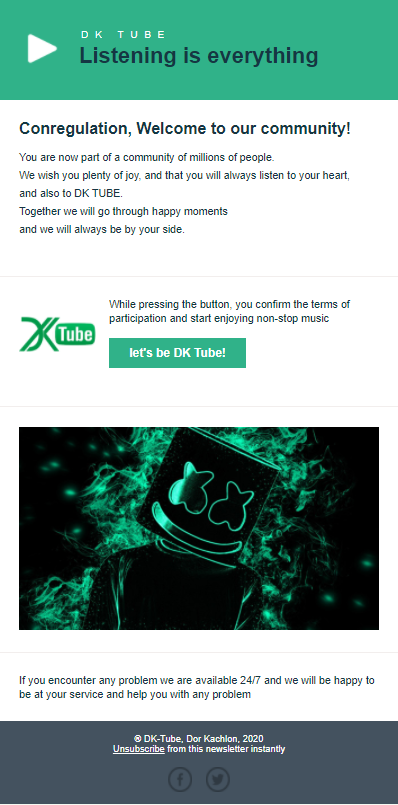 DK TUBE
Listening is everything
Conregulation, Welcome to our community!
You are now part of a community of millions of people.
We wish you plenty of joy, and that you will always listen to your heart,
and also to DK TUBE.
Together we will go through happy moments
and we will always be by your side.
While pressing the button, you confirm the terms of
participation and start enjoying non-stop music
DK Tube
let's be DK Tube!
If you encounter any problem we are available 24/7 and we will be happy to
be at your service and help you with any problem
® DK-Tube, Dor Kachlon, 2020
Unsubscribe from this newsletter instantly